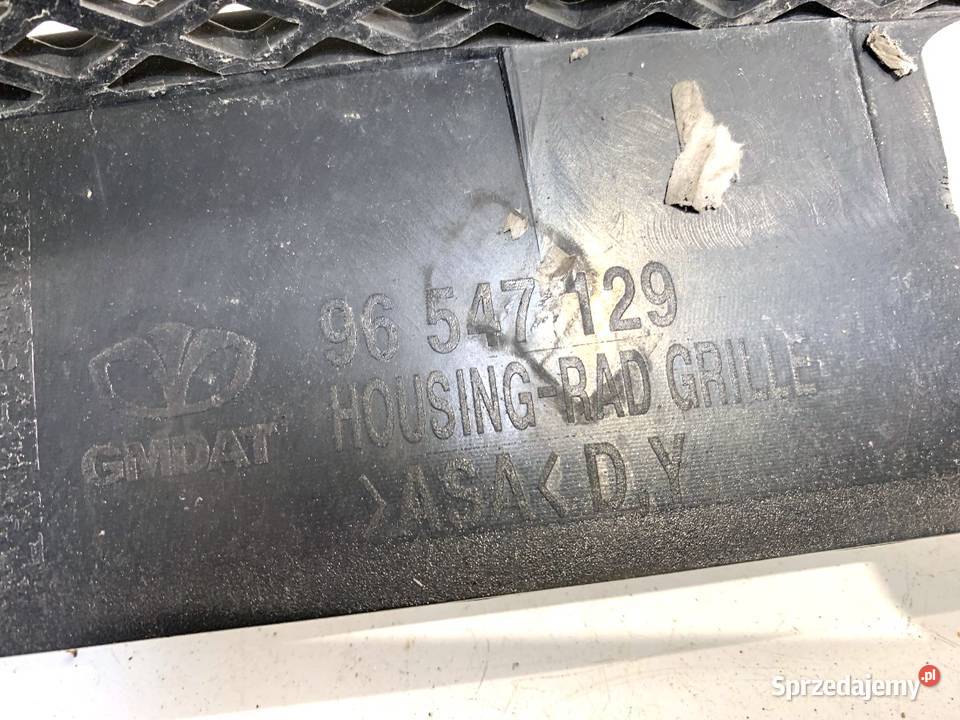 96 547 129
HOUSING-RAD GRILLE
GMDAT
>ASA< D.Y
Sprzedajemy.pl